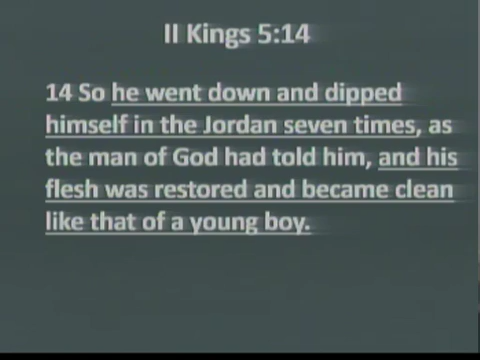 II Kings 5:14
14 So he went down and dipped
himself in the Jordan seven times, as
the man of God had told him, and his
flesh was restored and became clean
like that of a young boy.